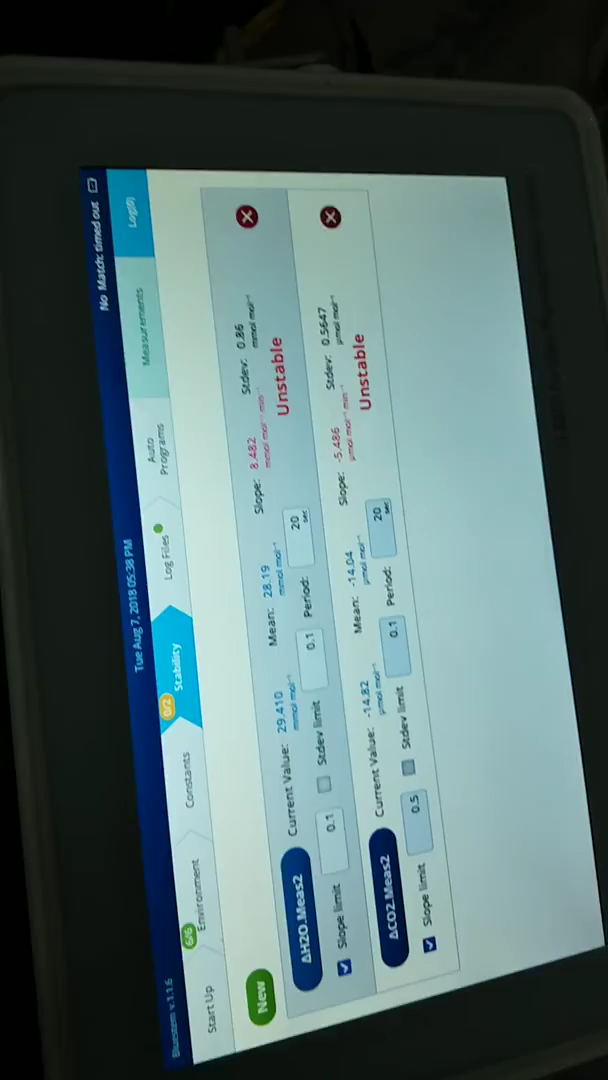 Bluestem v.1.1.6 Tue Aug 7, 2018 05:38 PM No Match: timed out
Start Up 6/6 Environment Constants 0/2 Stability Log Files Auto Programs Measurements Log(0)
New
ΔH2O.Meas2 Current Value: 29.410 mmol mol⁻¹ Mean: 28.19 mmol mol⁻¹ Slope: 8.482 mmol mol⁻¹ min⁻¹ Stdev: 0.86 mmol mol⁻¹
Slope limit 0.1 Stdev limit 0.1 Period: 20 sec Unstable
ΔCO2.Meas2 Current Value: -14.82 µmol mol⁻¹ Mean: -14.04 µmol mol⁻¹ Slope: -5.486 µmol mol⁻¹ min⁻¹ Stdev: 0.5647 µmol mol⁻¹
Slope limit 0.5 Stdev limit 0.1 Period: 20 sec Unstable